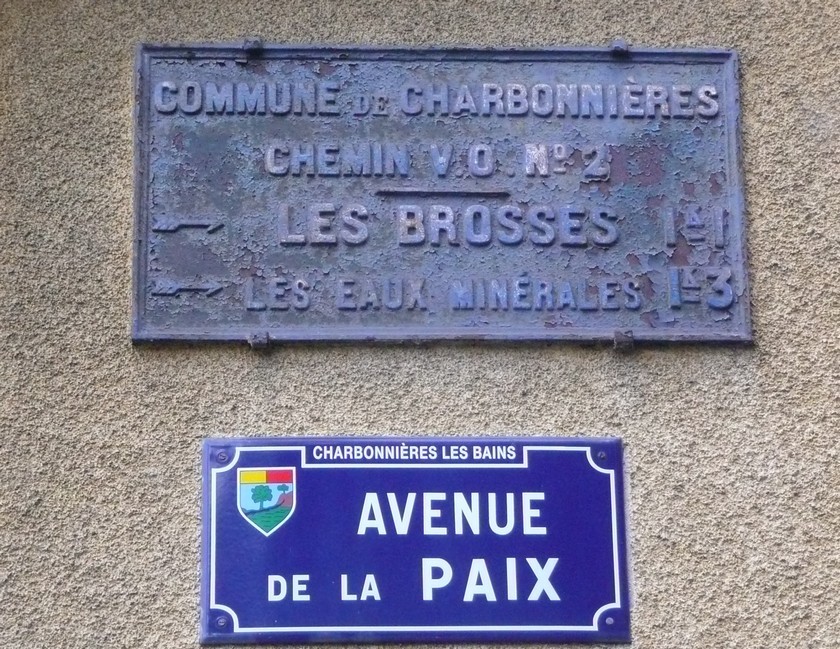 COMMUNE DE CHARBONNIÈRES
CHEMIN V.O. Nº 2
LES BROSSES 1ᴷ1
LES EAUX MINÉRALES 1ᴷ3
CHARBONNIÈRES LES BAINS
AVENUE
DE LA PAIX